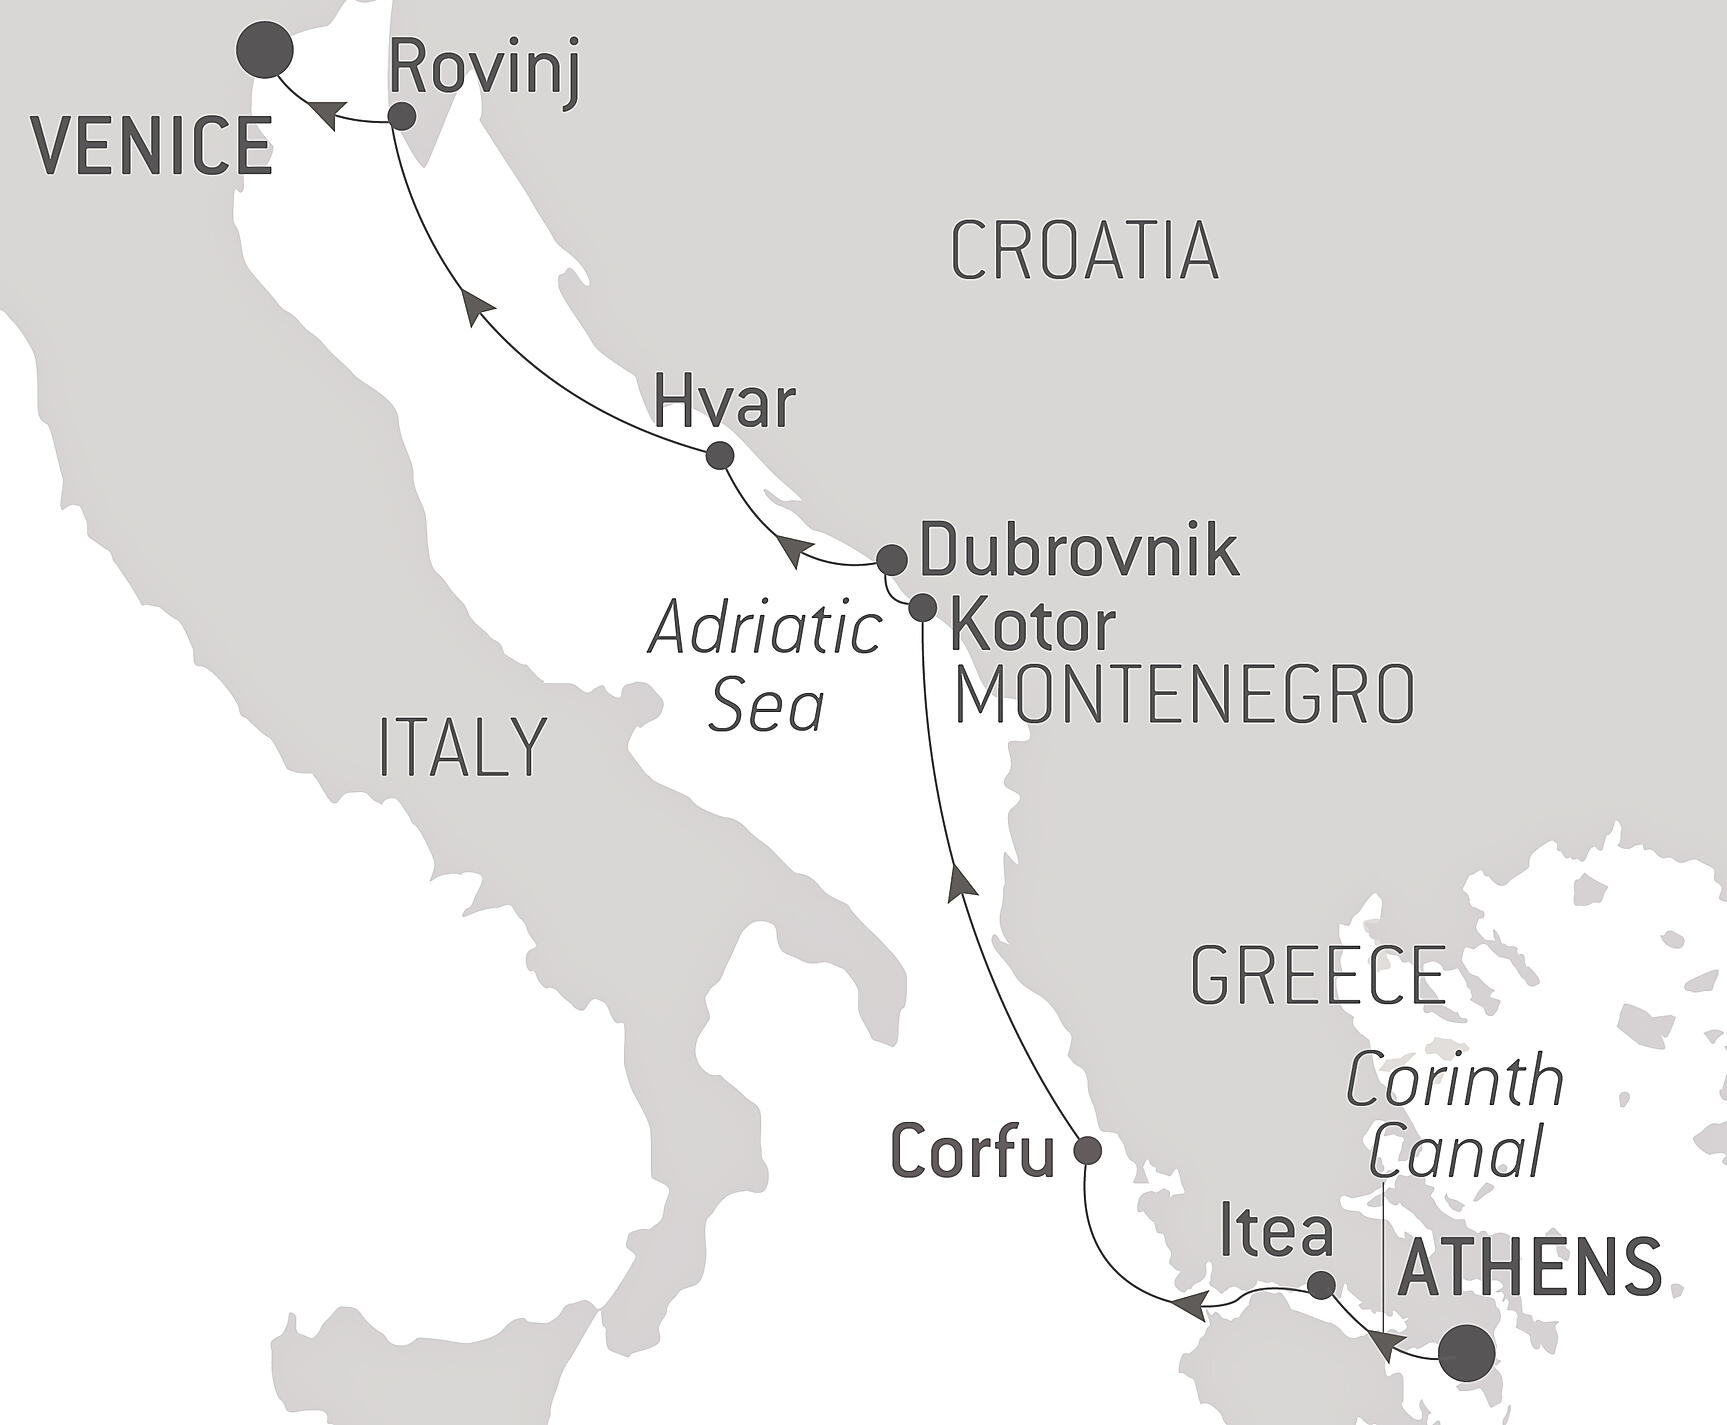 Rovinj
VENICE
CROATIA
Hvar
Dubrovnik
Kotor
Adriatic
Sea
MONTENEGRO
ITALY
GREECE
Corinth
Canal
Corfu
Itea
ATHENS